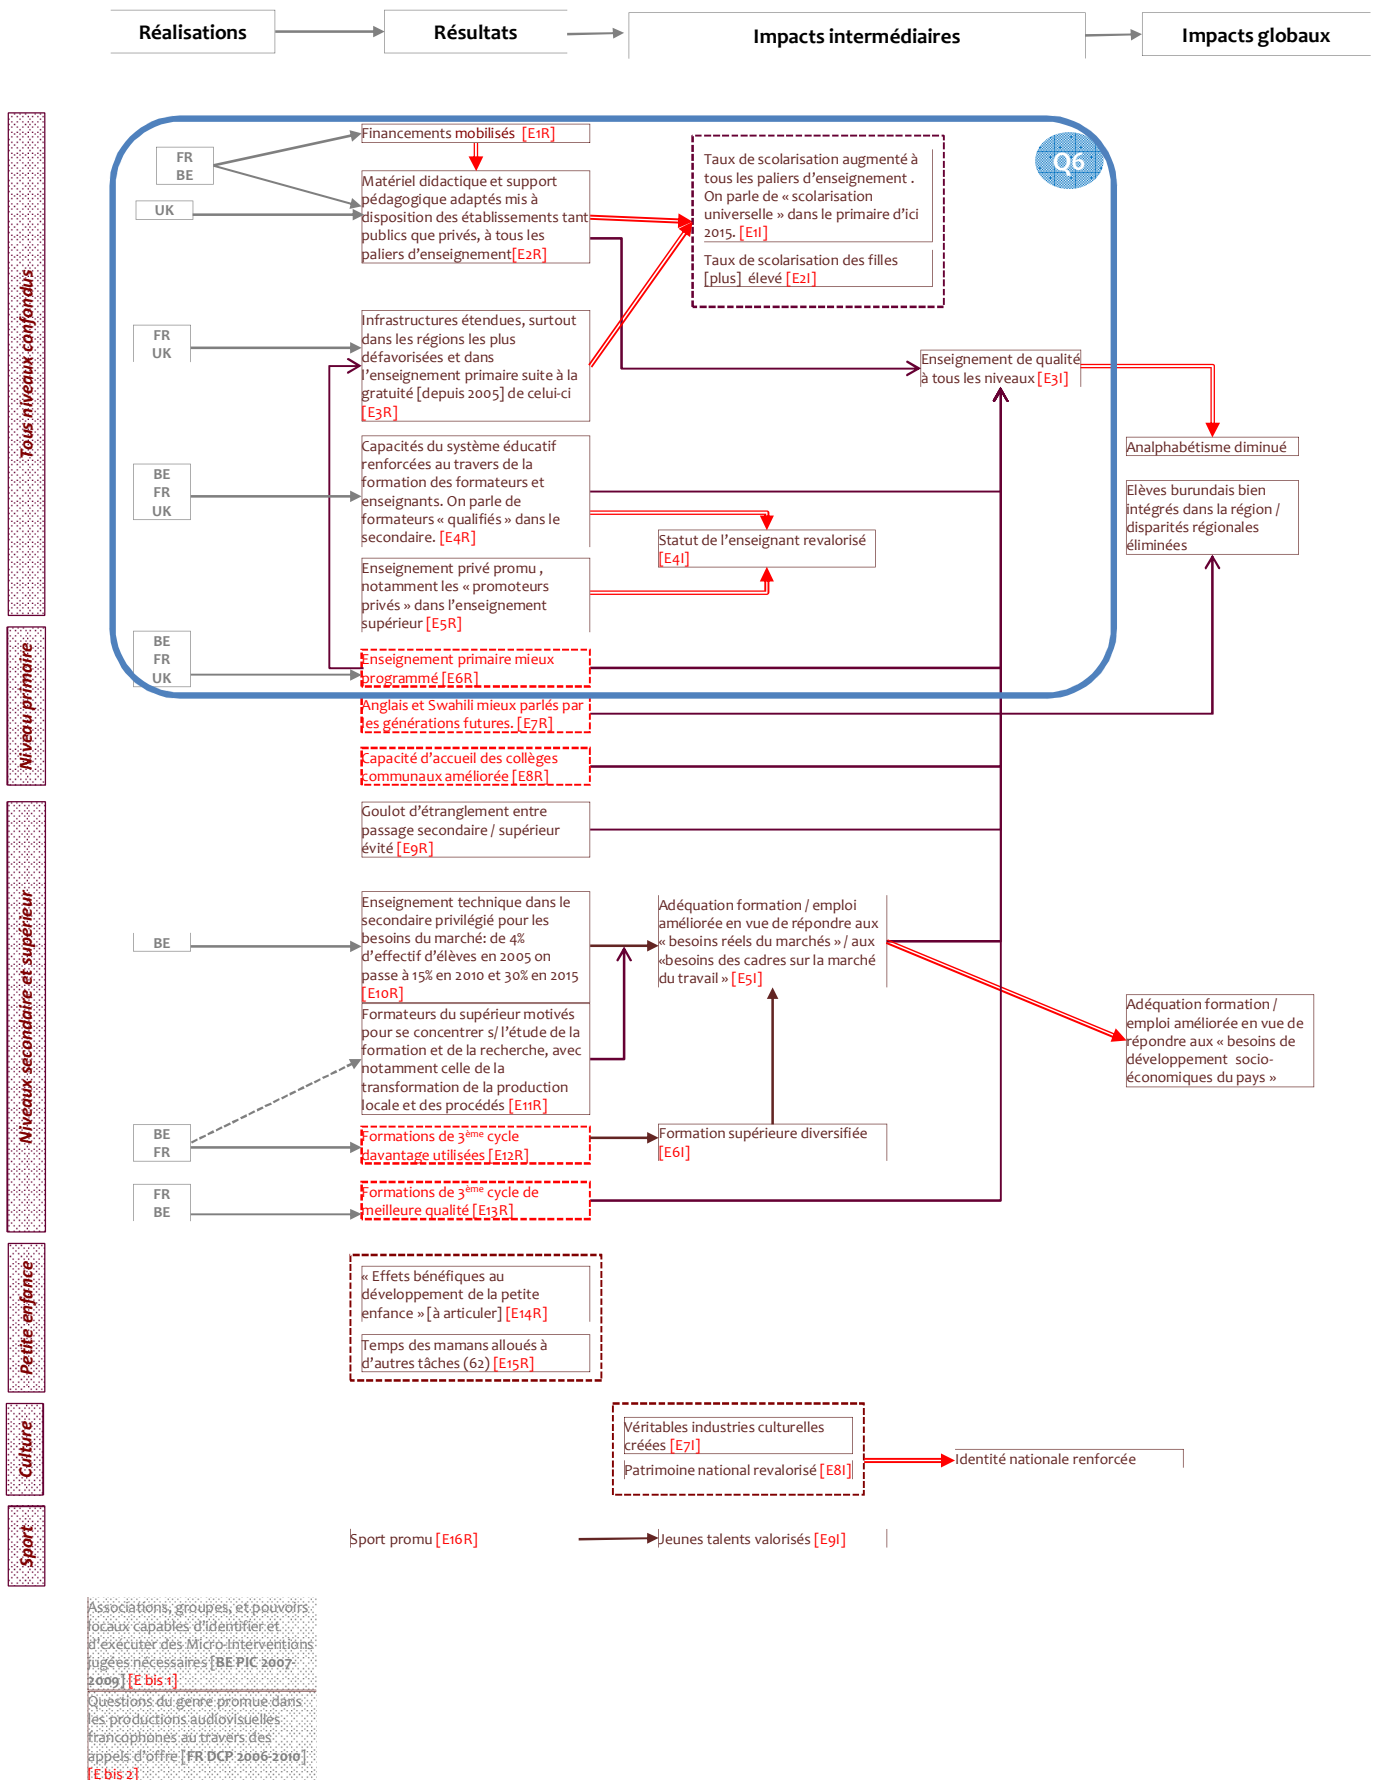 Réalisations
Résultats
Impacts intermédiaires
Impacts globaux
Tous niveaux confondus
FR
BE
UK
Financements mobilisés [E1R]
Matériel didactique et support
pédagogique adaptés mis à
disposition des établissements tant
publics que privés, à tous les
paliers d’enseignement[E2R]
Taux de scolarisation augmenté à
tous les paliers d’enseignement .
On parle de « scolarisation
universelle » dans le primaire d’ici
2015. [E1I]
Taux de scolarisation des filles
[plus] élevé [E2I]
Q6
FR
UK
Infrastructures étendues, surtout
dans les régions les plus
défavorisées et dans
l’enseignement primaire suite à la
gratuité [depuis 2005] de celui-ci
[E3R]
Enseignement de qualité
à tous les niveaux [E3I]
Analphabétisme diminué
BE
FR
UK
Capacités du système éducatif
renforcées au travers de la
formation des formateurs et
enseignants. On parle de
formateurs « qualifiés » dans le
secondaire. [E4R]
Statut de l’enseignant revalorisé
[E4I]
Elèves burundais bien
intégrés dans la région /
disparités régionales
éliminées
Enseignement privé promu ,
notamment les « promoteurs
privés » dans l’enseignement
supérieur [E5R]
Niveau primaire
BE
FR
UK
Enseignement primaire mieux
programmé [E6R]
Anglais et Swahili mieux parlés par
les générations futures. [E7R]
Capacité d’accueil des collèges
communaux améliorée [E8R]
Niveaux secondaire et supérieur
Goulot d’étranglement entre
passage secondaire / supérieur
évité [E9R]
BE
Enseignement technique dans le
secondaire privilégié pour les
besoins du marché: de 4%
d’effectif d’élèves en 2005 on
passe à 15% en 2010 et 30% en 2015
[E10R]
Adéquation formation / emploi
améliorée en vue de répondre aux
« besoins réels du marchés » / aux
«besoins des cadres sur la marché
du travail » [E5I]
Formateurs du supérieur motivés
pour se concentrer s/ l’étude de la
formation et de la recherche, avec
notamment celle de la
transformation de la production
locale et des procédés [E11R]
Adéquation formation /
emploi améliorée en vue de
répondre aux « besoins de
développement socio-
économiques du pays »
BE
FR
Formations de 3ème cycle
davantage utilisées [E12R]
Formation supérieure diversifiée
[E6I]
FR
BE
Formations de 3ème cycle de
meilleure qualité [E13R]
Petite enfance
« Effets bénéfiques au
développement de la petite
enfance » [à articuler] [E14R]
Temps des mamans alloués à
d’autres tâches (62) [E15R]
Culture
Véritables industries culturelles
créées [E7I]
Patrimoine national revalorisé [E8I]
Identité nationale renforcée
Sport
Sport promu [E16R]
Jeunes talents valorisés [E9I]
Associations, groupes, et pouvoirs
locaux capables d’identifier et
d’exécuter des Micro-Interventions
jugées nécessaires [BE PIC 2007-
2009] [E bis 1]
Questions du genre promue dans
les productions audiovisuelles
francophones au travers des
appels d’offre [FR DCP 2006-2010]
[E bis 2]